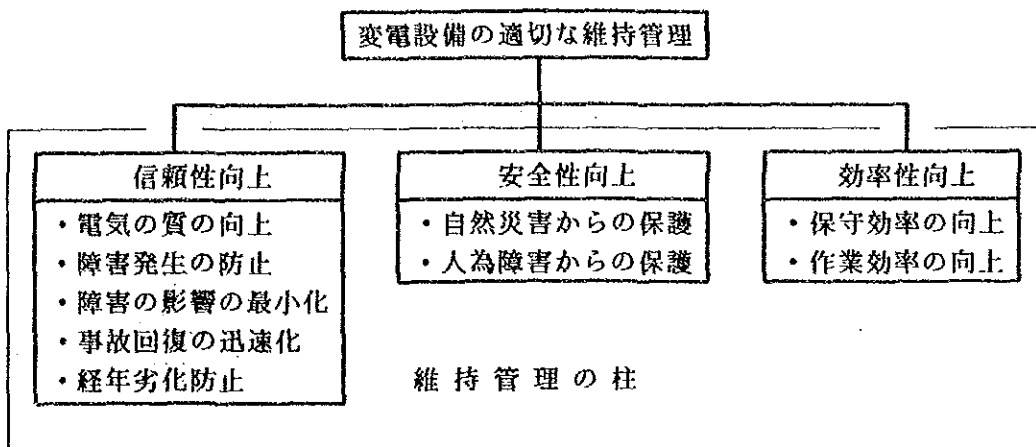 変電設備の適切な維持管理
信頼性向上
・電気の質の向上
・障害発生の防止
・障害の影響の最小化
・事故回復の迅速化
・経年劣化防止
安全性向上
・自然災害からの保護
・人為障害からの保護
効率性向上
・保守効率の向上
・作業効率の向上
維持管理の柱